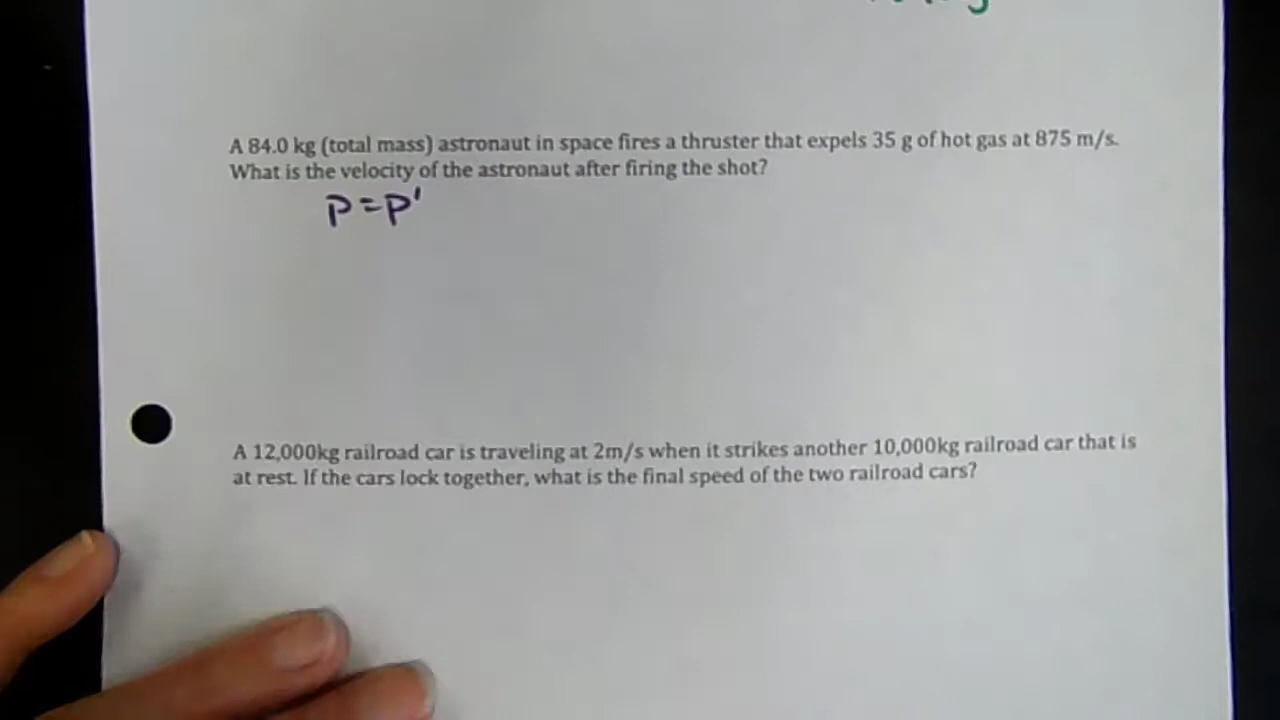 A 84.0 kg (total mass) astronaut in space fires a thruster that expels 35 g of hot gas at 875 m/s.
What is the velocity of the astronaut after firing the shot?
p=p'
A 12,000kg railroad car is traveling at 2m/s when it strikes another 10,000kg railroad car that is
at rest. If the cars lock together, what is the final speed of the two railroad cars?